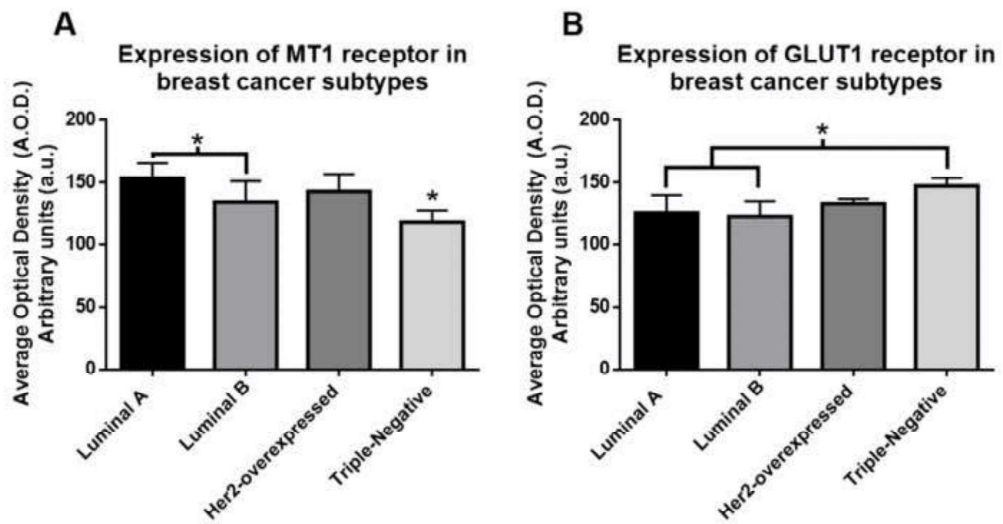 A
Expression of MT1 receptor in
breast cancer subtypes
Average Optical Density (A.O.D.)
Arbitrary units (a.u.)
200
150
100
50
0
*
*
Luminal A
Luminal B
Her2-overexpressed
Triple-Negative
B
Expression of GLUT1 receptor in
breast cancer subtypes
Average Optical Density (A.O.D.)
Arbitrary units (a.u.)
200
150
100
50
0
*
Luminal A
Luminal B
Her2-overexpressed
Triple-Negative